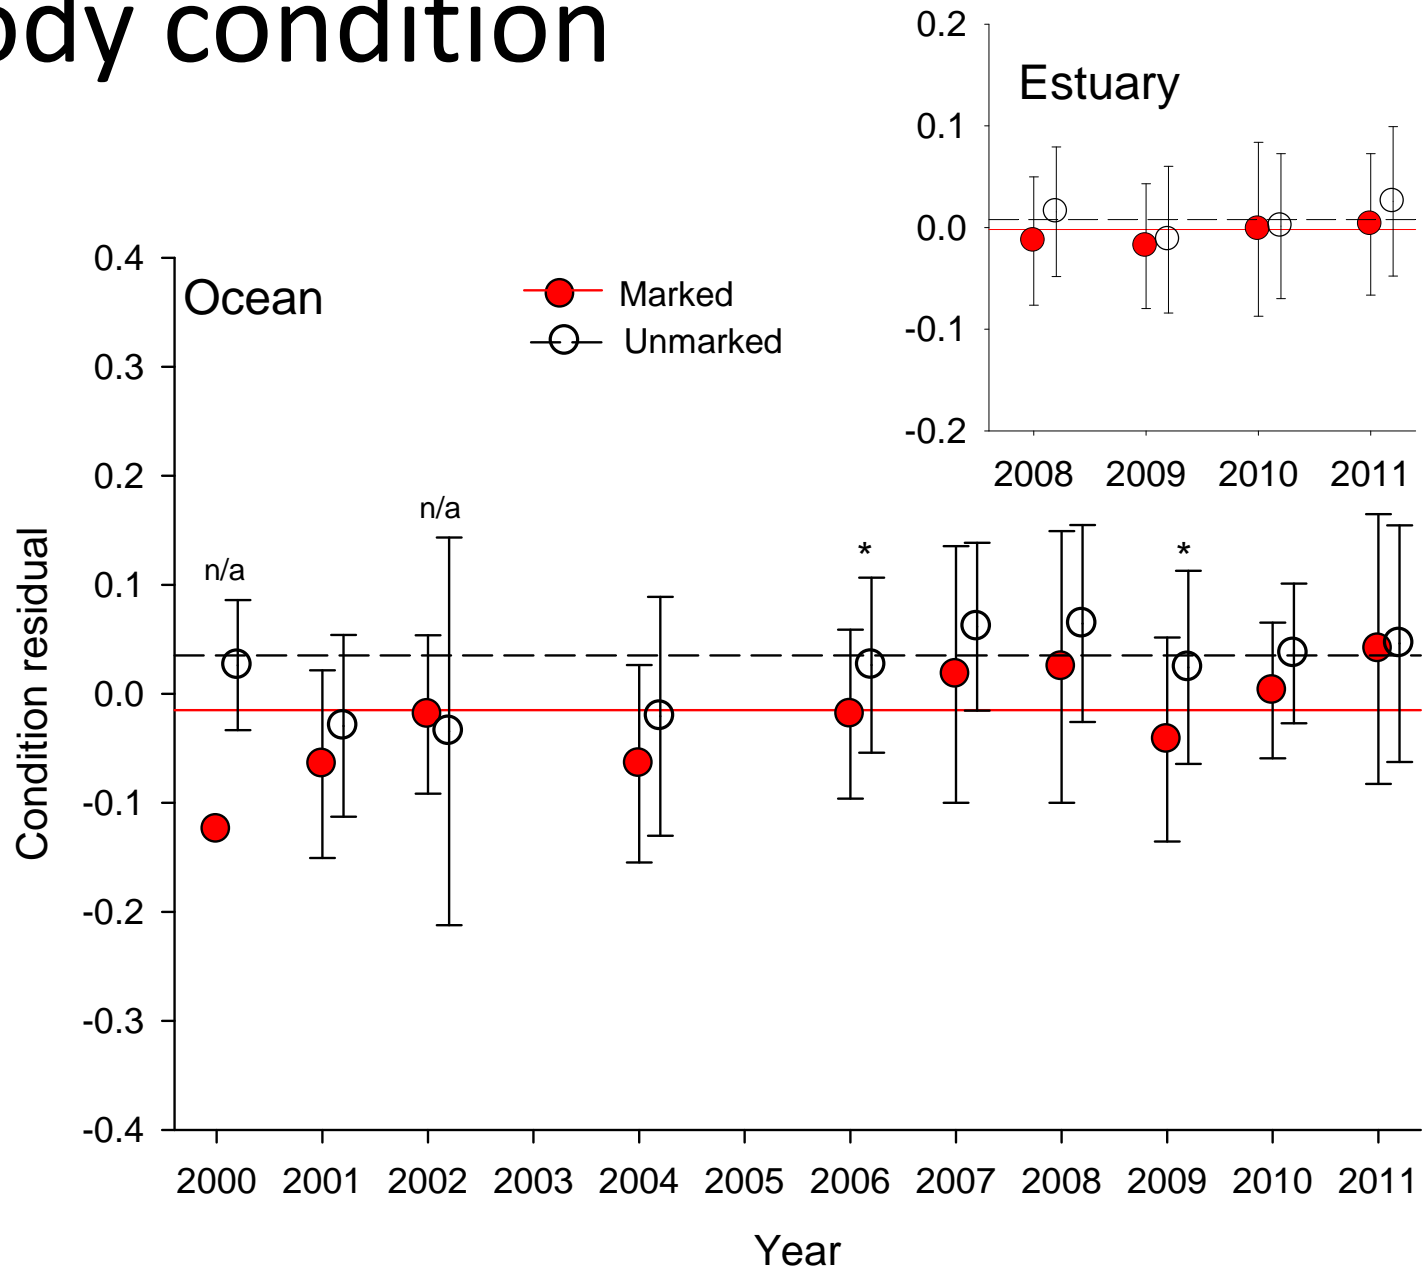 ody condition
0.2
Estuary
0.1
0.0
-0.1
-0.2
2008 2009 2010 2011
0.4
Ocean
Marked
Unmarked
0.3
0.2
n/a
n/a
* *
0.1
0.0
-0.1
-0.2
-0.3
-0.4
Condition residual
2000 2001 2002 2003 2004 2005 2006 2007 2008 2009 2010 2011
Year